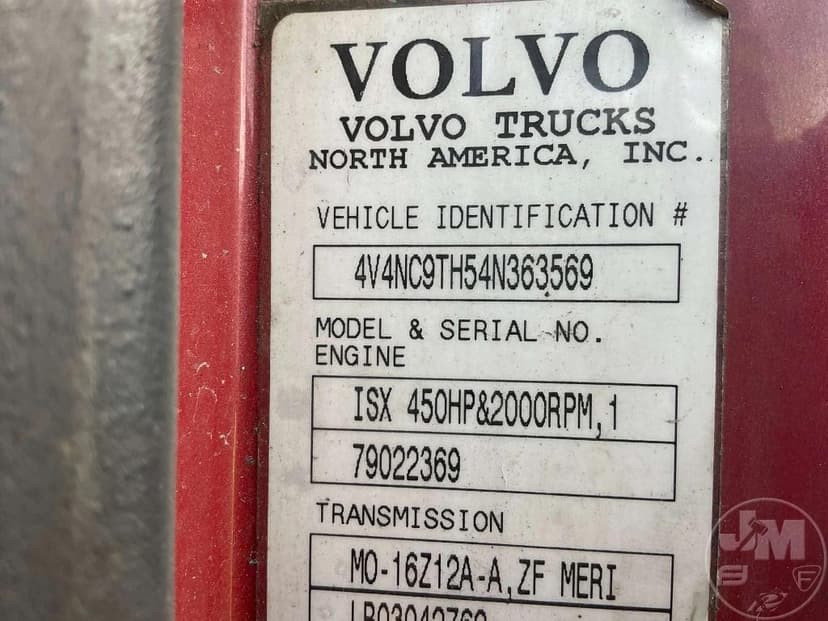 VOLVO
VOLVO TRUCKS
NORTH AMERICA, INC.
VEHICLE IDENTIFICATION #
4V4NC9TH54N363569
MODEL & SERIAL NO.
ENGINE
ISX 450HP&2000RPM,1
79022369
TRANSMISSION
MO-16Z12A-A,ZF MERI
JM
F